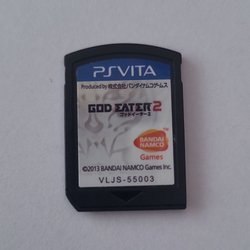 PSVITA
Produced by 株式会社バンダイナムコゲームス
GOD EATER 2
ゴッドイーター2
BANDAI
NAMCO
Games
©2013 BANDAI NAMCO Games Inc.
VLJS-55003